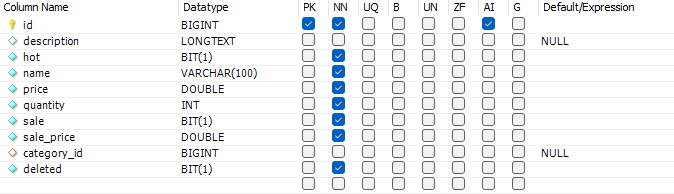 Column Name Datatype PK NN UQ B UN ZF AI G Default/Expression
id BIGINT
description LONGTEXT NULL
hot BIT(1)
name VARCHAR(100)
price DOUBLE
quantity INT
sale BIT(1)
sale_price DOUBLE
category_id BIGINT NULL
deleted BIT(1)